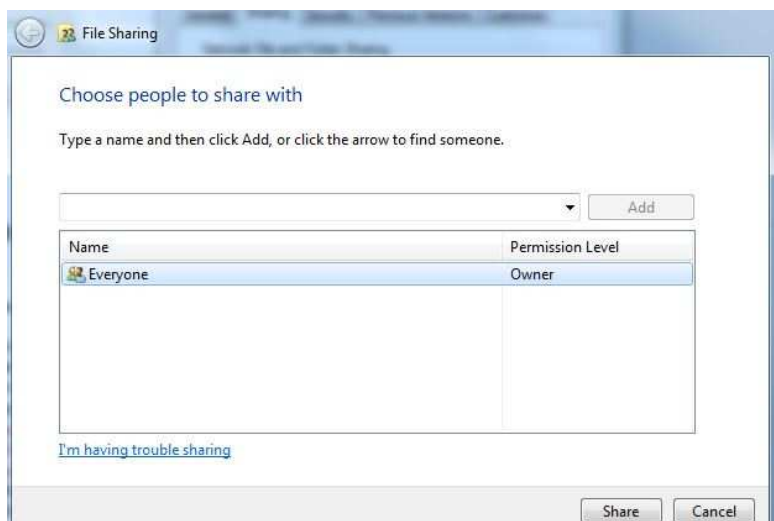 File Sharing
Choose people to share with
Type a name and then click Add, or click the arrow to find someone.
Add
Name Permission Level
Everyone Owner
I'm having trouble sharing
Share Cancel